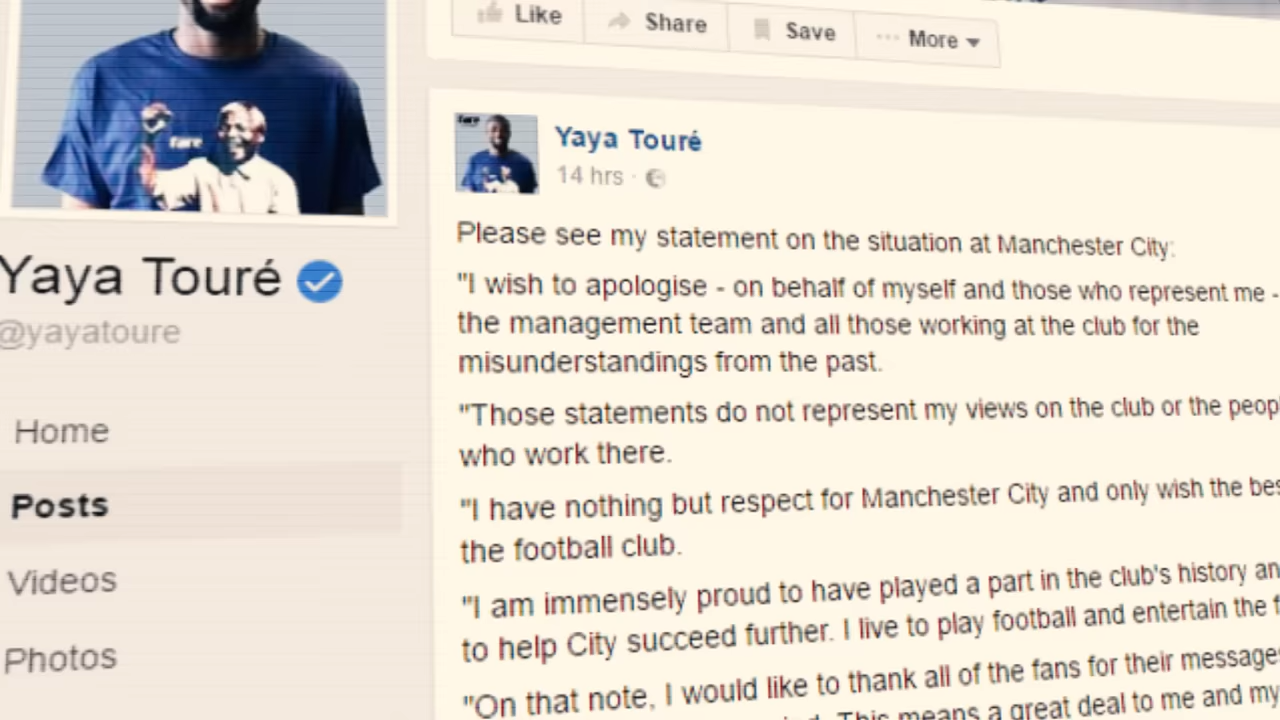 Like Share Save More
Yaya Touré
14 hrs
Please see my statement on the situation at Manchester City:
"I wish to apologise - on behalf of myself and those who represent me -
the management team and all those working at the club for the
misunderstandings from the past.
"Those statements do not represent my views on the club or the
who work there.
"I have nothing but respect for Manchester City and only wish the
the football club.
"I am immensely proud to have played a part in the club's history
to help City succeed further. I live to play football and entertain the
"On that note, I would like to thank all of the fans for their
This means a great deal to me and my
Yaya Touré
@yayatoure
Home
Posts
Videos
Photos